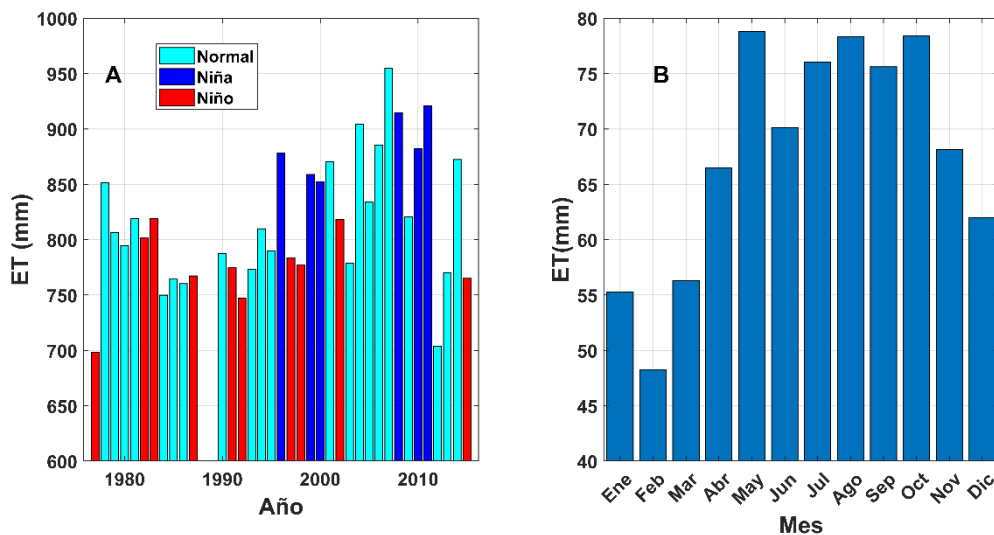 A
Normal
Niña
Niño
1000
950
900
850
800
750
700
650
600
ET (mm)
1980
1990
2000
2010
Año
B
80
75
70
65
60
55
50
45
40
ET(mm)
Ene
Feb
Mar
Abr
May
Jun
Jul
Ago
Sep
Oct
Nov
Dic
Mes